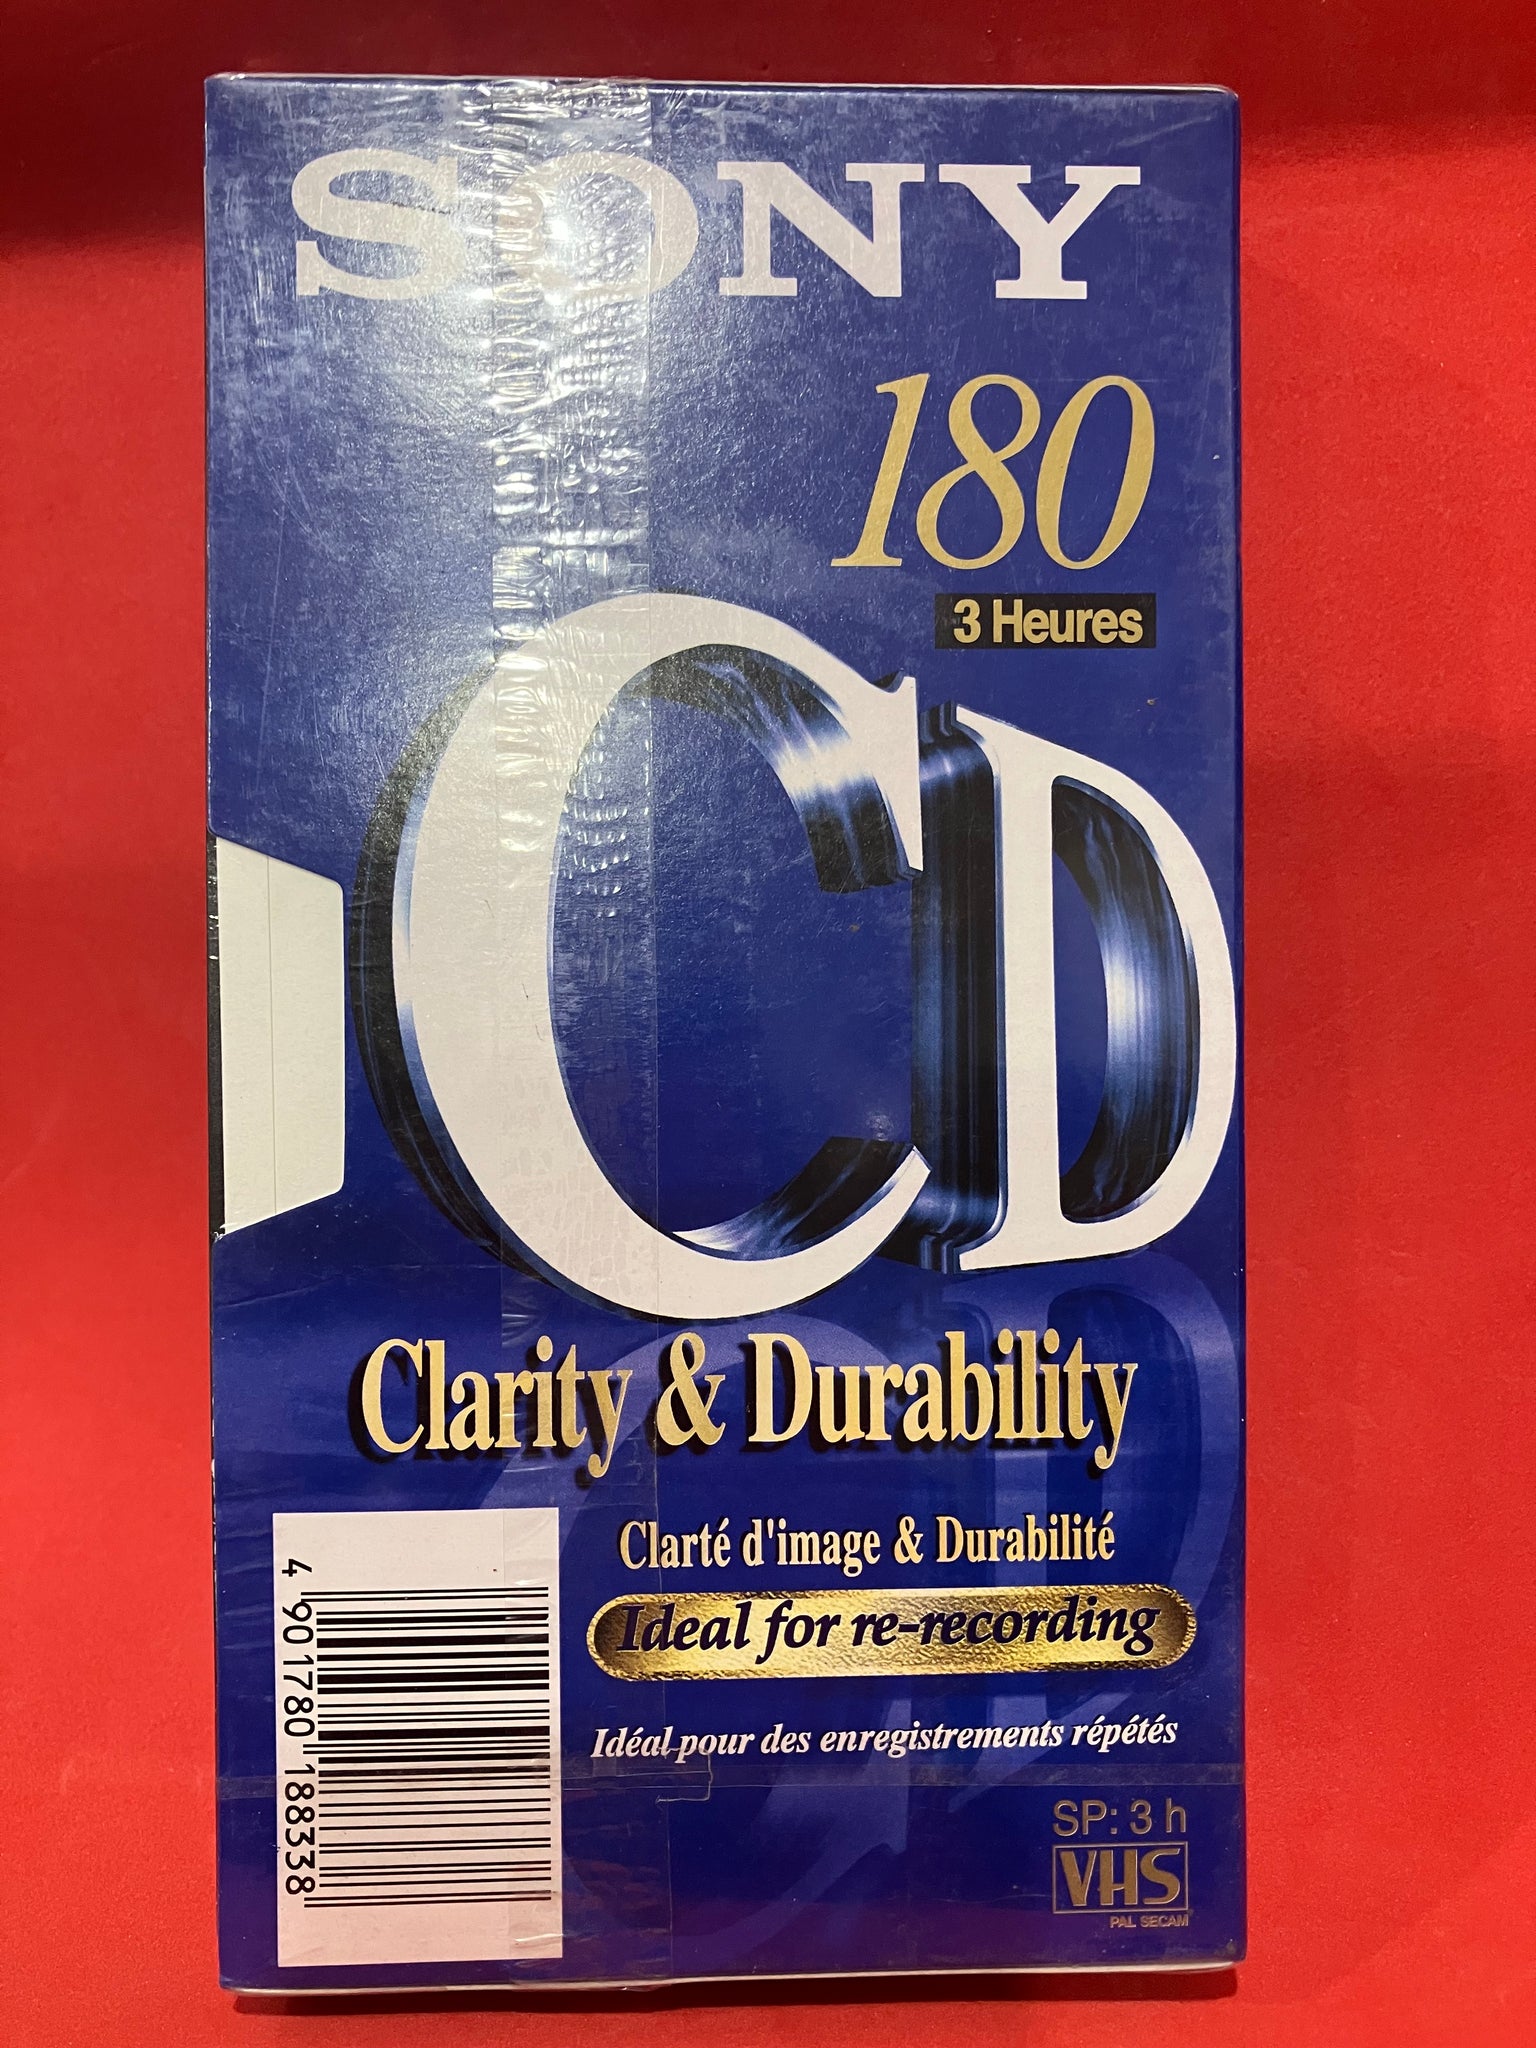 SONY
180
3 Heures
CD
Clarity & Durability
Clarté d'image & Durabilité
Ideal for re-recording
Idéal pour des enregistrements répétés
4 901780 188338
SP: 3 h
VHS
PAL SECAM